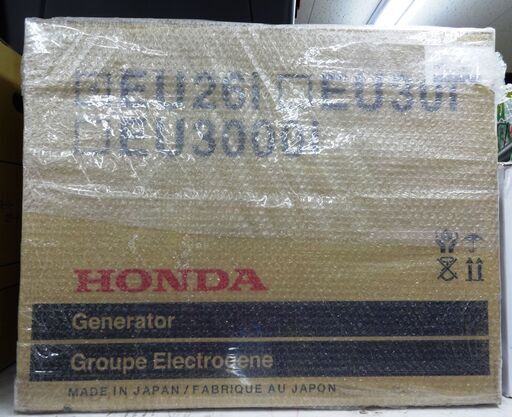 EU26i EU30i
EU3000i
HONDA
Generator
Groupe Electrogene
MADE IN JAPAN/FABRIQUE AU JAPON